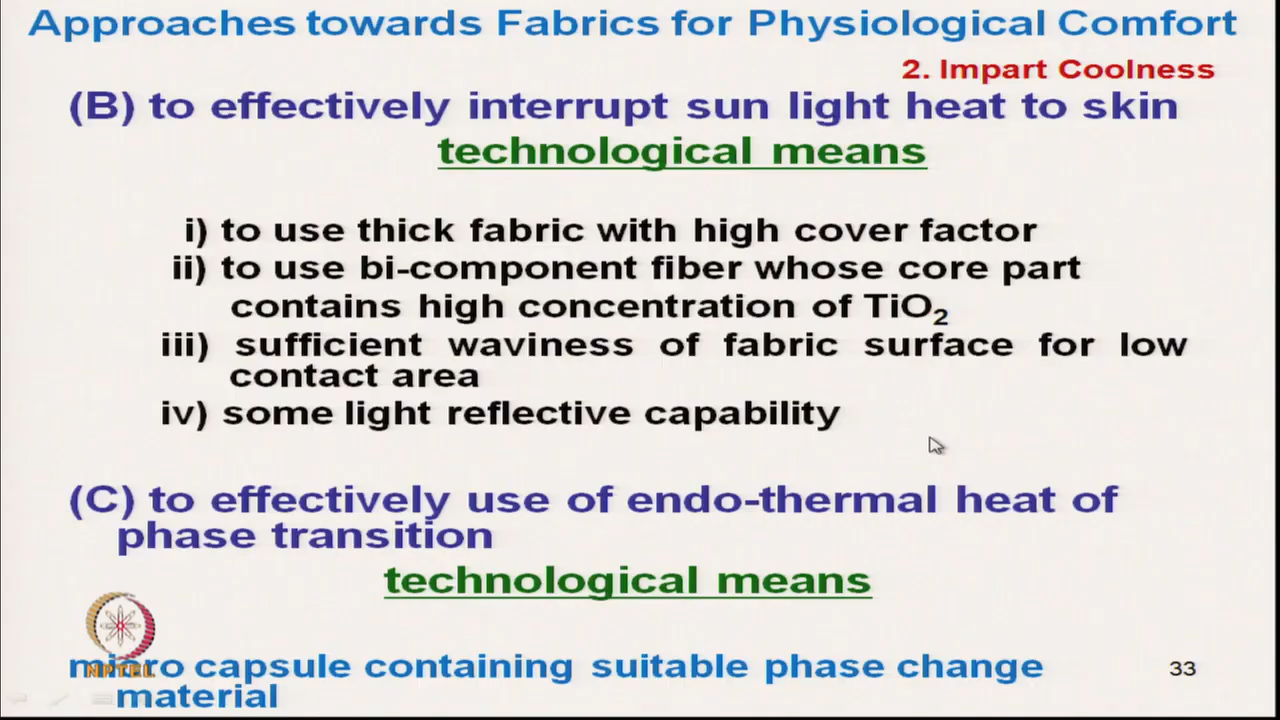 Approaches towards Fabrics for Physiological Comfort
2. Impart Coolness
(B) to effectively interrupt sun light heat to skin
technological means
i) to use thick fabric with high cover factor
ii) to use bi-component fiber whose core part
contains high concentration of TiO₂
iii) sufficient waviness of fabric surface for low
contact area
iv) some light reflective capability
(C) to effectively use of endo-thermal heat of
phase transition
technological means
micro capsule containing suitable phase change
material
NPTEL
33